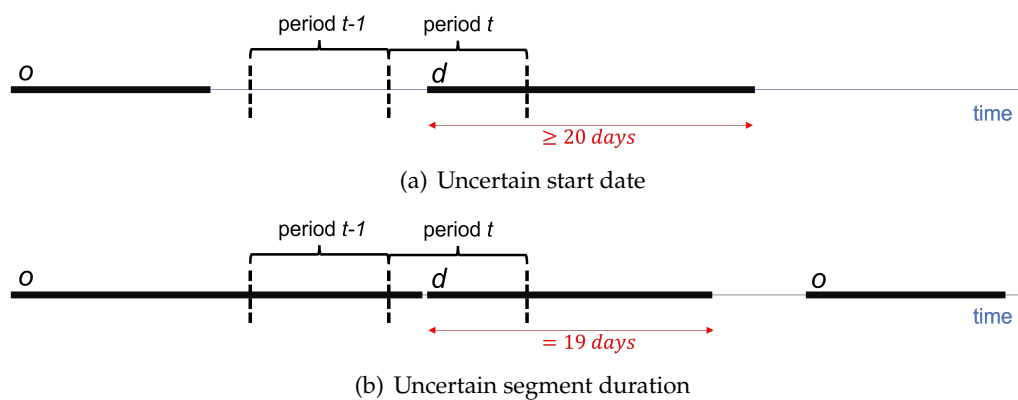 period t-1 period t
o d
time
≥ 20 days
(a) Uncertain start date
period t-1 period t
o d o
time
= 19 days
(b) Uncertain segment duration